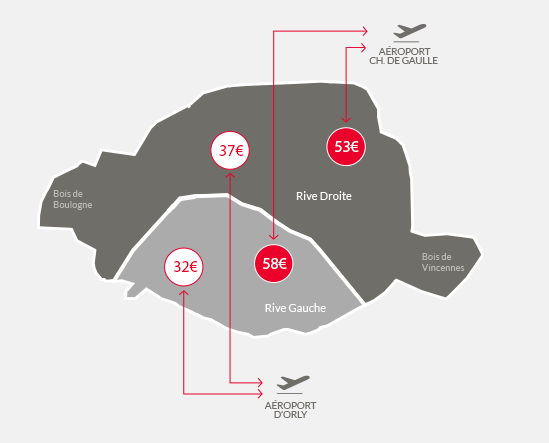 AÉROPORT
CH. DE GAULLE
37€
53€
Bois de
Boulogne
Rive Droite
32€
58€
Bois de
Vincennes
Rive Gauche
AÉROPORT
D'ORLY